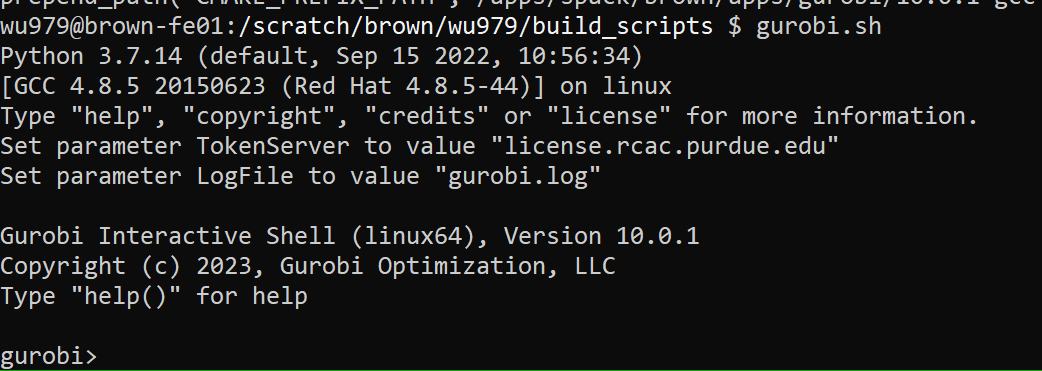 wu979@brown-fe01:/scratch/brown/wu979/build_scripts $ gurobi.sh
Python 3.7.14 (default, Sep 15 2022, 10:56:34)
[GCC 4.8.5 20150623 (Red Hat 4.8.5-44)] on linux
Type "help", "copyright", "credits" or "license" for more information.
Set parameter TokenServer to value "license.rcac.purdue.edu"
Set parameter LogFile to value "gurobi.log"
Gurobi Interactive Shell (linux64), Version 10.0.1
Copyright (c) 2023, Gurobi Optimization, LLC
Type "help()" for help
gurobi>